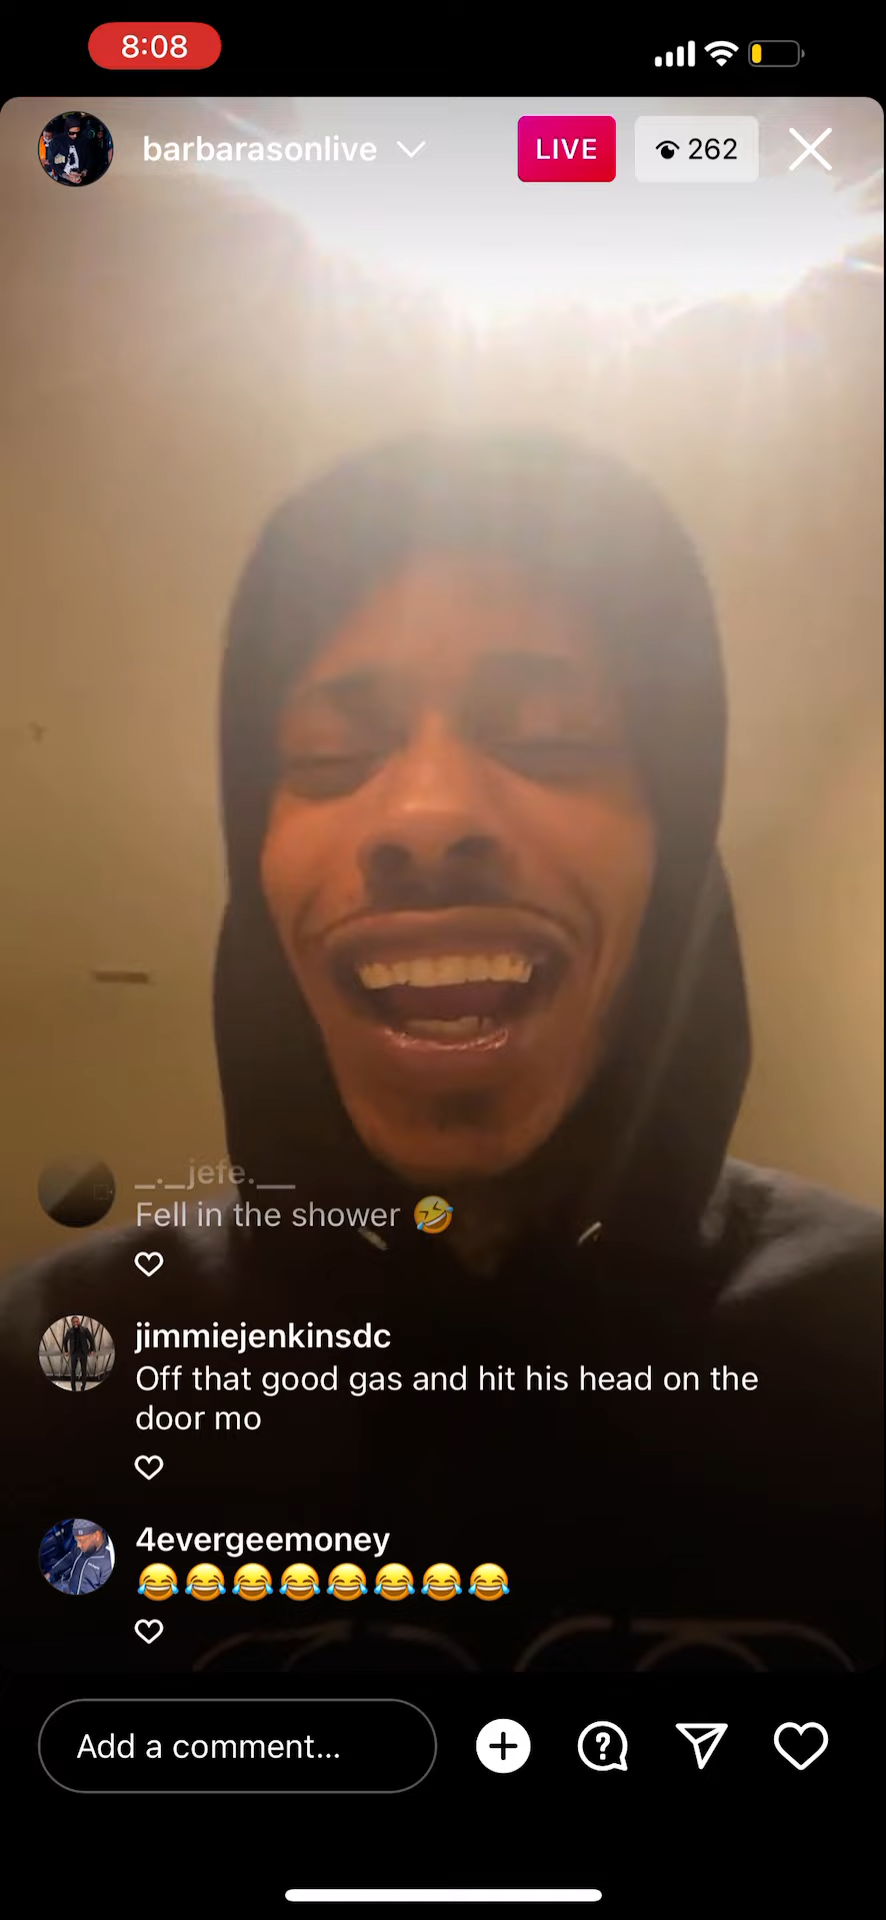 8:08
barbarasonlive
LIVE
262
_._jefe.__
Fell in the shower 🤣
jimmiejenkinsdc
Off that good gas and hit his head on the
door mo
4evergeemoney
😂😂😂😂😂😂😂😂
Add a comment...